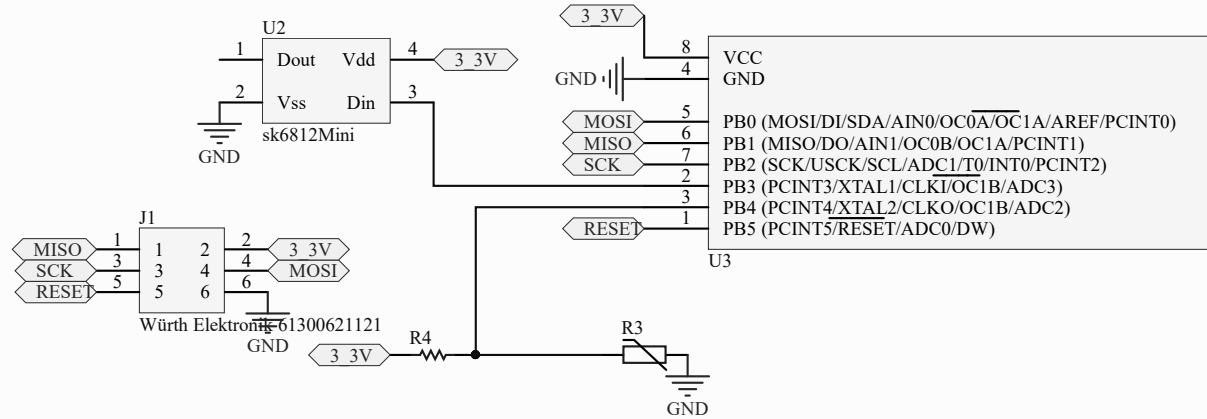 U2
1 Dout Vdd 4 3_3V
2 Vss Din 3
sk6812Mini
GND
3_3V
8 VCC
GND 4 GND
MOSI 5 PB0 (MOSI/DI/SDA/AIN0/OC0A/OC1A/AREF/PCINT0)
MISO 6 PB1 (MISO/DO/AIN1/OC0B/OC1A/PCINT1)
SCK 7 PB2 (SCK/USCK/SCL/ADC1/T0/INT0/PCINT2)
2 PB3 (PCINT3/XTAL1/CLKI/OC1B/ADC3)
3 PB4 (PCINT4/XTAL2/CLKO/OC1B/ADC2)
RESET 1 PB5 (PCINT5/RESET/ADC0/DW)
U3
J1
MISO 1 1 2 2 3_3V
SCK 3 3 4 4 MOSI
RESET 5 5 6 6
Würth Elektronik 61300621121
GND
R4
3_3V
R3
GND